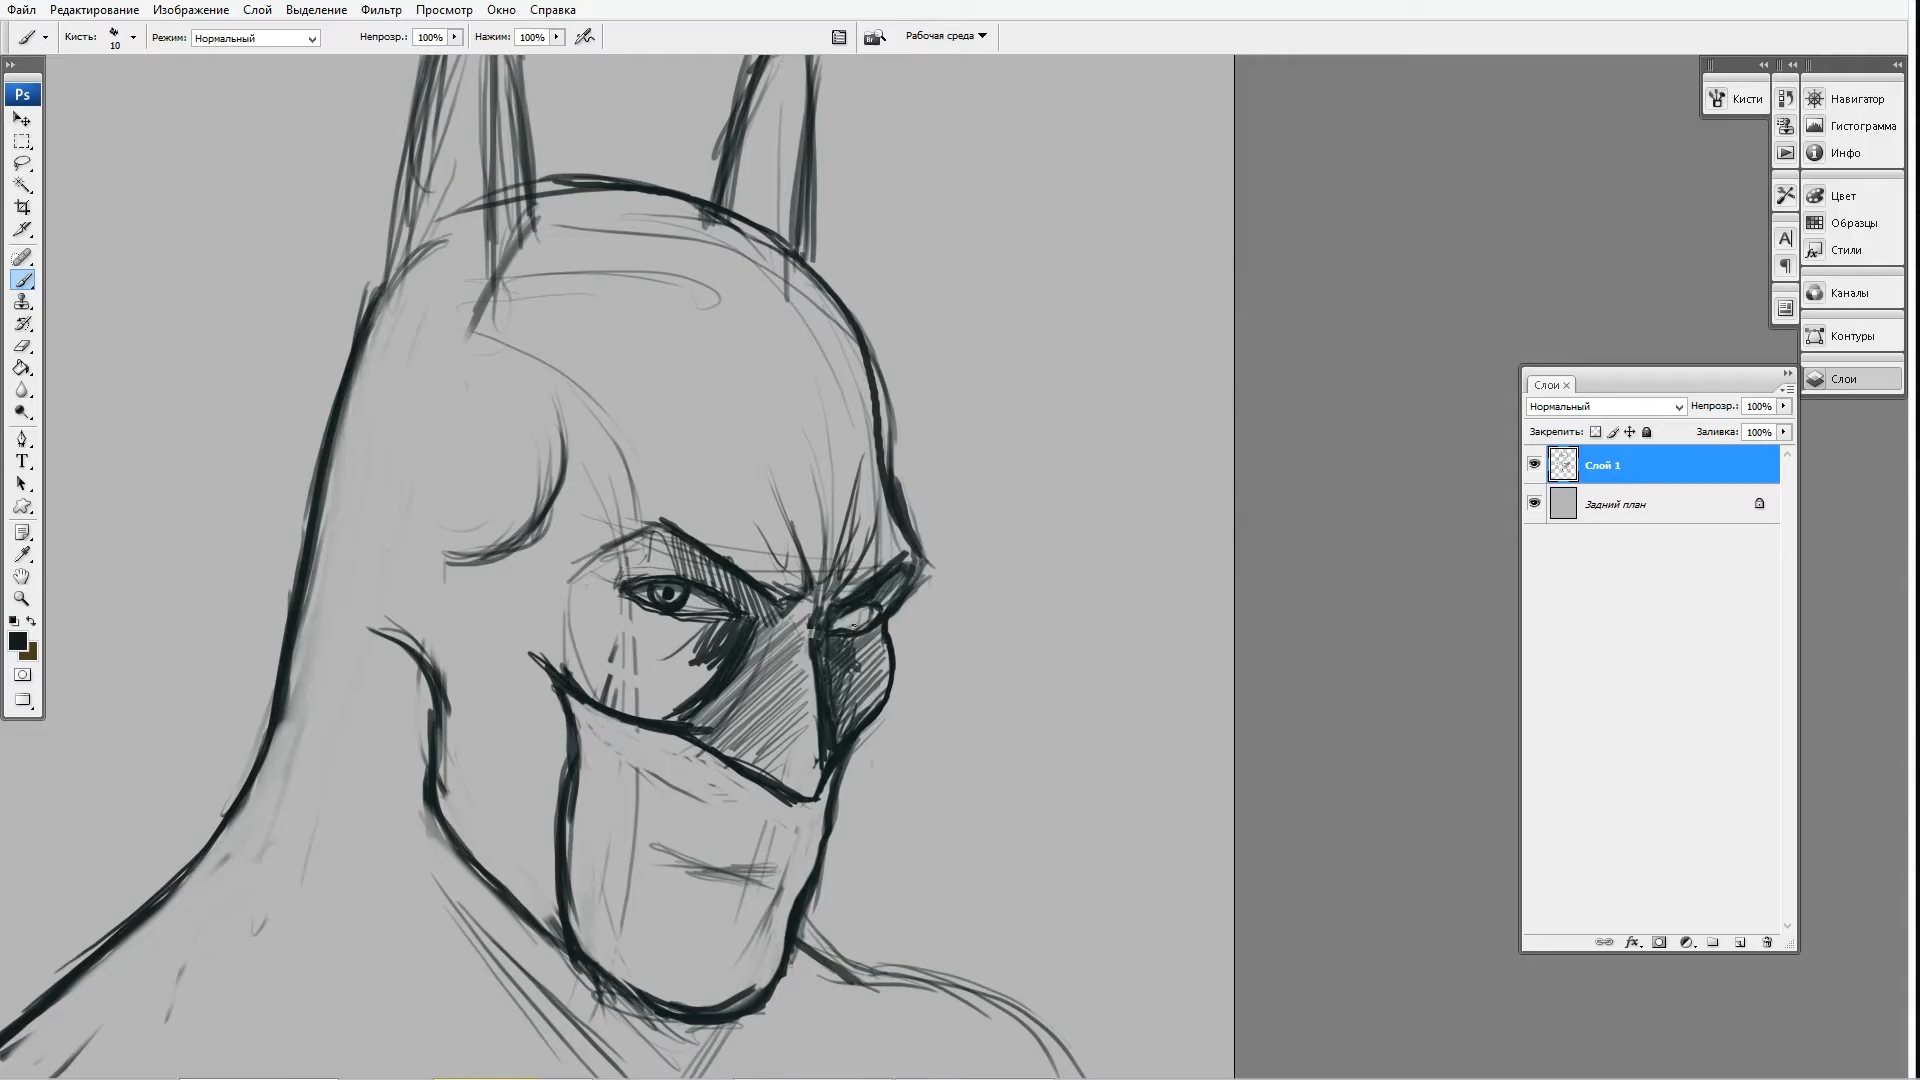 Файл Редактирование Изображение Слой Выделение Фильтр Просмотр Окно Справка
Кисть: 10 Режим: Нормальный Непрозр.: 100% Нажим: 100% Br Рабочая среда
Ps
T
Кисти
A
Навигатор
Гистограмма
Инфо
Цвет
Образцы
Стили
Каналы
Контуры
Слои
Слои
Нормальный Непрозр.: 100%
Закрепить: Заливка: 100%
Слой 1
Задний план
fx